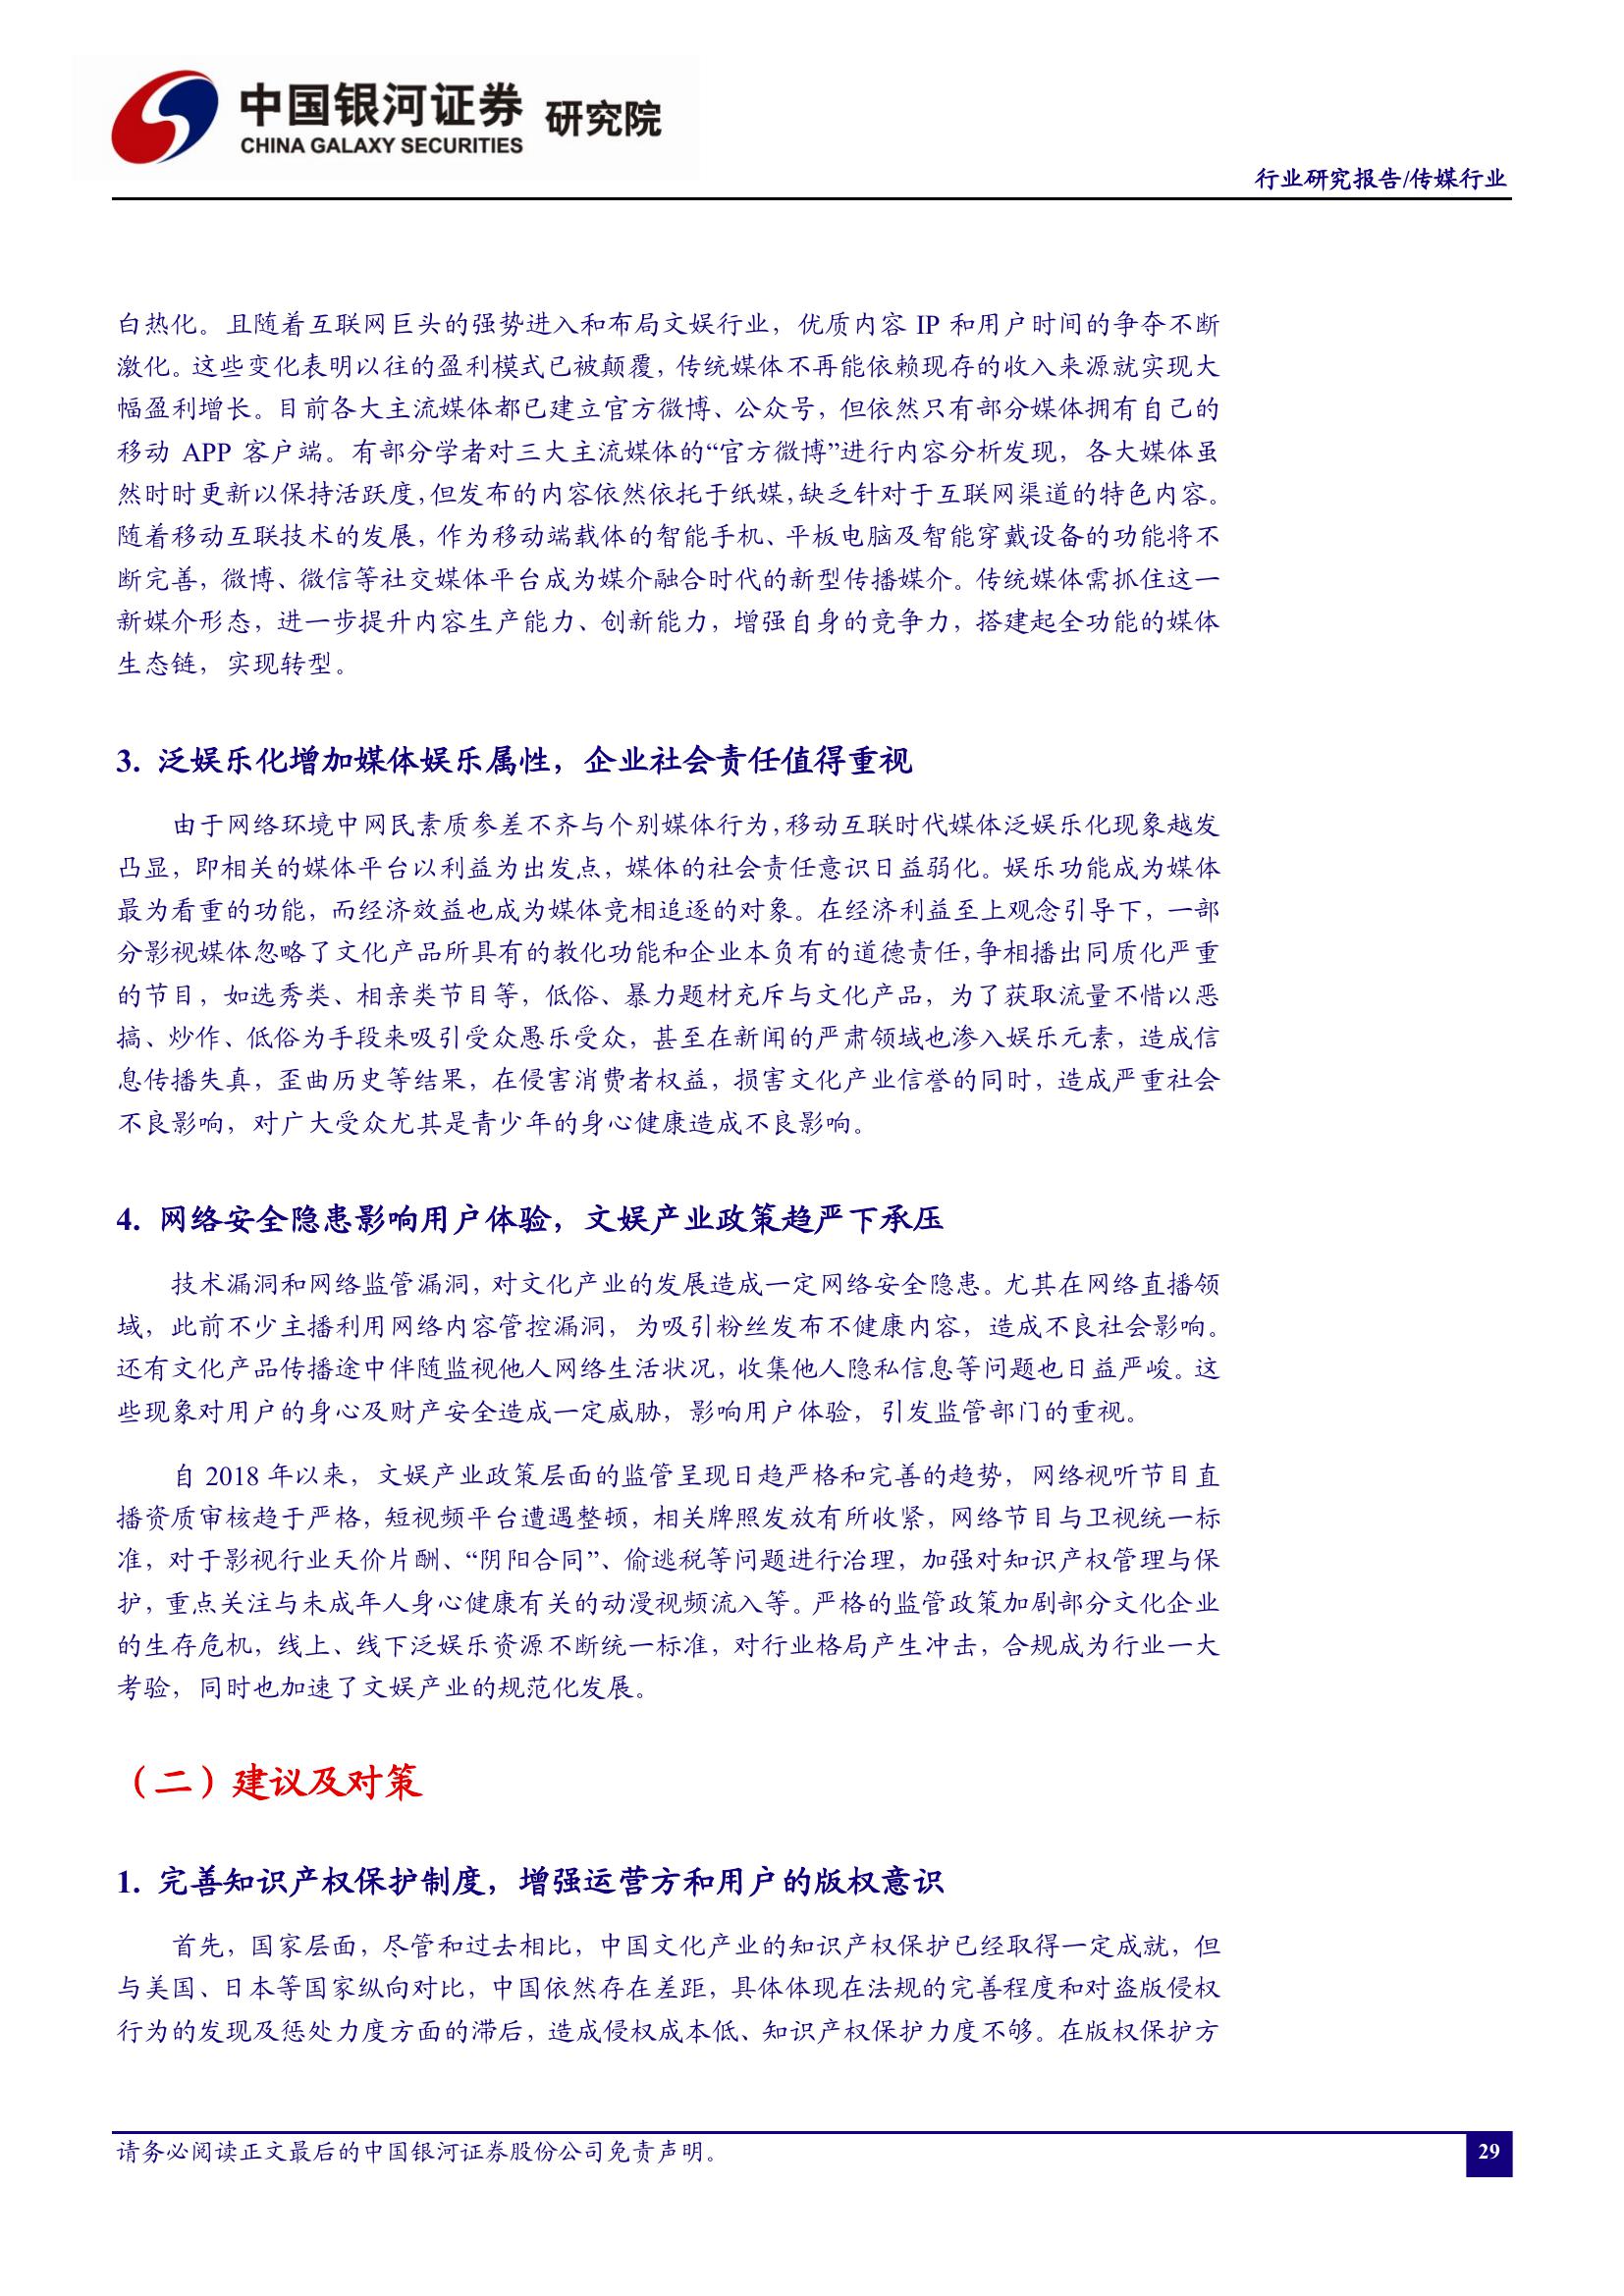 中国银河证券 研究院
CHINA GALAXY SECURITIES
行业研究报告/传媒行业
白热化。且随着互联网巨头的强势进入和布局文娱行业，优质内容 IP 和用户时间的争夺不断
激化。这些变化表明以往的盈利模式已被颠覆，传统媒体不再能依赖现存的收入来源就实现大
幅盈利增长。目前各大主流媒体都已建立官方微博、公众号，但依然只有部分媒体拥有自己的
移动 APP 客户端。有部分学者对三大主流媒体的“官方微博”进行内容分析发现，各大媒体虽
然时时更新以保持活跃度，但发布的内容依然依托于纸媒，缺乏针对于互联网渠道的特色内容。
随着移动互联技术的发展，作为移动端载体的智能手机、平板电脑及智能穿戴设备的功能将不
断完善，微博、微信等社交媒体平台成为媒介融合时代的新型传播媒介。传统媒体需抓住这一
新媒介形态，进一步提升内容生产能力、创新能力，增强自身的竞争力，搭建起全功能的媒体
生态链，实现转型。
3. 泛娱乐化增加媒体娱乐属性，企业社会责任值得重视
由于网络环境中网民素质参差不齐与个别媒体行为，移动互联时代媒体泛娱乐化现象越发
凸显，即相关的媒体平台以利益为出发点，媒体的社会责任意识日益弱化。娱乐功能成为媒体
最为看重的功能，而经济效益也成为媒体竞相追逐的对象。在经济利益至上观念引导下，一部
分影视媒体忽略了文化产品所具有的教化功能和企业本负有的道德责任，争相播出同质化严重
的节目，如选秀类、相亲类节目等，低俗、暴力题材充斥与文化产品，为了获取流量不惜以恶
搞、炒作、低俗为手段来吸引受众愚乐受众，甚至在新闻的严肃领域也渗入娱乐元素，造成信
息传播失真，歪曲历史等结果，在侵害消费者权益，损害文化产业信誉的同时，造成严重社会
不良影响，对广大受众尤其是青少年的身心健康造成不良影响。
4. 网络安全隐患影响用户体验，文娱产业政策趋严下承压
技术漏洞和网络监管漏洞，对文化产业的发展造成一定网络安全隐患。尤其在网络直播领
域，此前不少主播利用网络内容管控漏洞，为吸引粉丝发布不健康内容，造成不良社会影响。
还有文化产品传播途中伴随监视他人网络生活状况，收集他人隐私信息等问题也日益严峻。这
些现象对用户的身心及财产安全造成一定威胁，影响用户体验，引发监管部门的重视。
自 2018 年以来，文娱产业政策层面的监管呈现日趋严格和完善的趋势，网络视听节目直
播资质审核趋于严格，短视频平台遭遇整顿，相关牌照发放有所收紧，网络节目与卫视统一标
准，对于影视行业天价片酬、“阴阳合同”、偷逃税等问题进行治理，加强对知识产权管理与保
护，重点关注与未成年人身心健康有关的动漫视频流入等。严格的监管政策加剧部分文化企业
的生存危机，线上、线下泛娱乐资源不断统一标准，对行业格局产生冲击，合规成为行业一大
考验，同时也加速了文娱产业的规范化发展。
（二）建议及对策
1. 完善知识产权保护制度，增强运营方和用户的版权意识
首先，国家层面，尽管和过去相比，中国文化产业的知识产权保护已经取得一定成就，但
与美国、日本等国家纵向对比，中国依然存在差距，具体体现在法规的完善程度和对盗版侵权
行为的发现及惩处力度方面的滞后，造成侵权成本低、知识产权保护力度不够。在版权保护方
请务必阅读正文最后的中国银河证券股份公司免责声明。
29